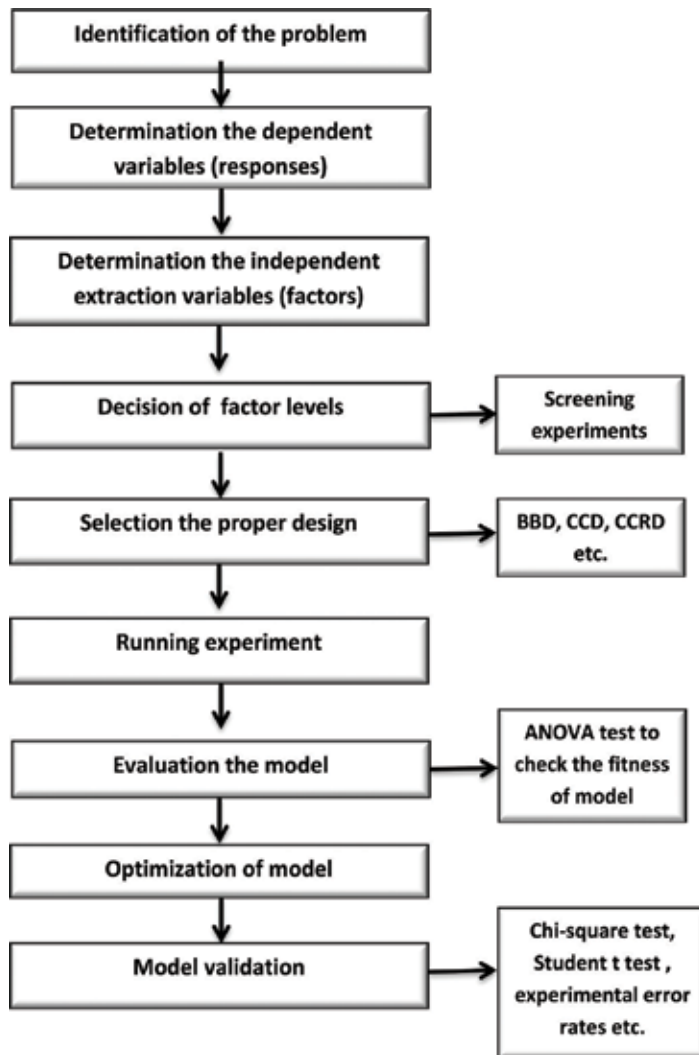 Identification of the problem
Determination the dependent
variables (responses)
Determination the independent
extraction variables (factors)
Decision of factor levels
Screening
experiments
Selection the proper design
BBD, CCD, CCRD
etc.
Running experiment
Evaluation the model
ANOVA test to
check the fitness
of model
Optimization of model
Model validation
Chi-square test,
Student t test ,
experimental error
rates etc.